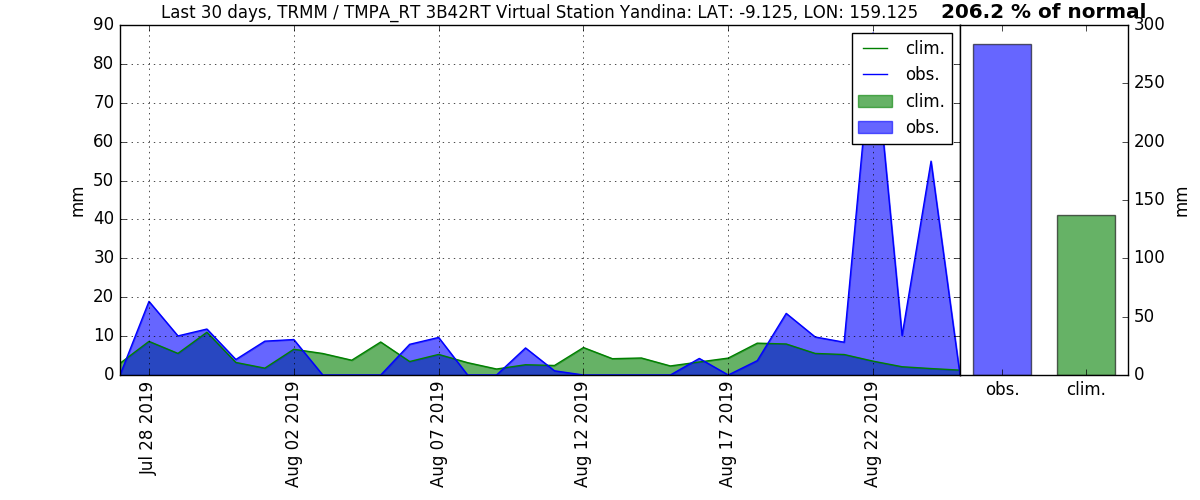 Last 30 days, TRMM / TMPA_RT 3B42RT Virtual Station Yandina: LAT: -9.125, LON: 159.125
206.2 % of normal
90
80
70
60
50
40
30
20
10
0
mm
clim.
obs.
clim.
obs.
300
250
200
150
100
50
0
mm
Jul 28 2019
Aug 02 2019
Aug 07 2019
Aug 12 2019
Aug 17 2019
Aug 22 2019
obs.
clim.